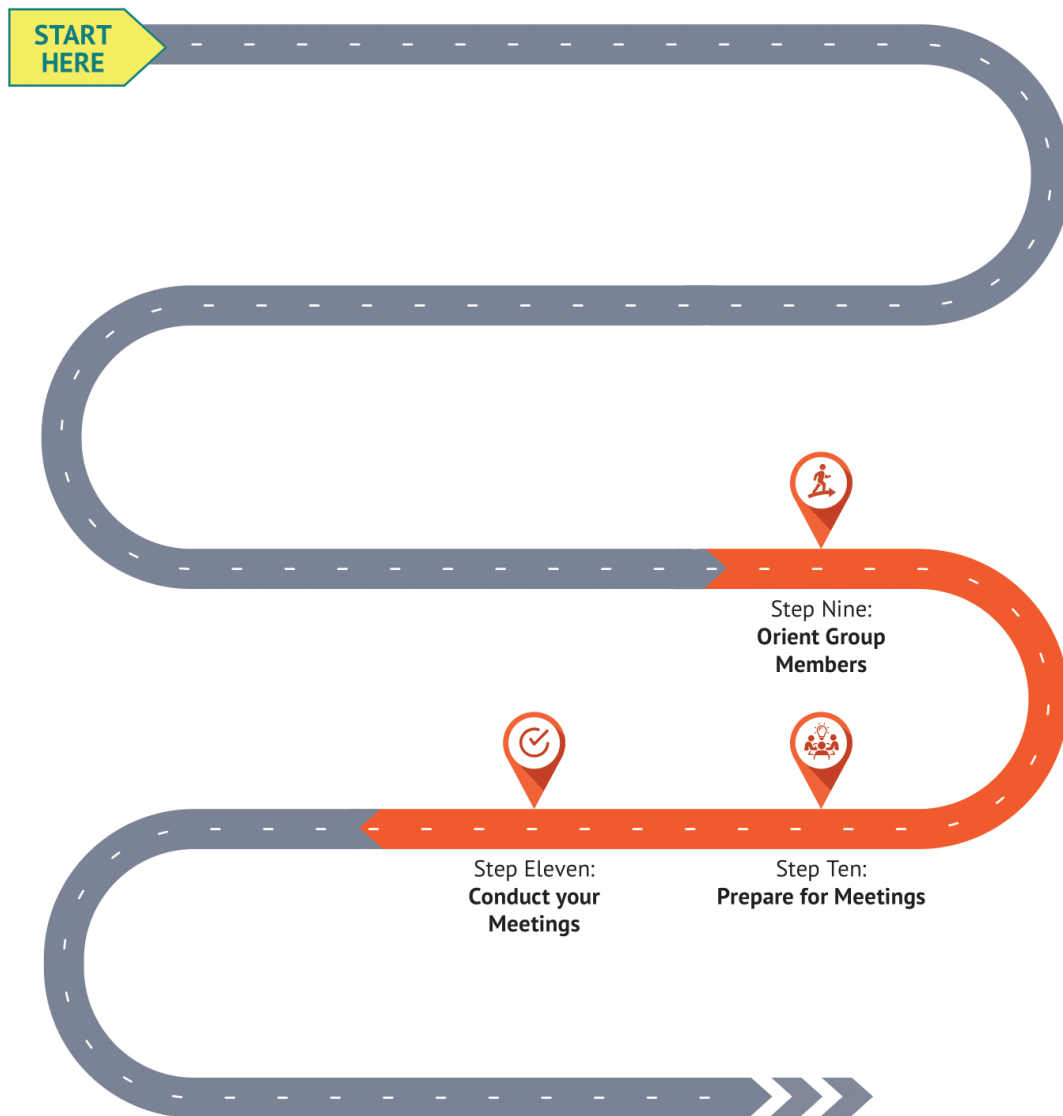 START
HERE
Step Nine:
Orient Group
Members
Step Ten:
Prepare for Meetings
Step Eleven:
Conduct your
Meetings